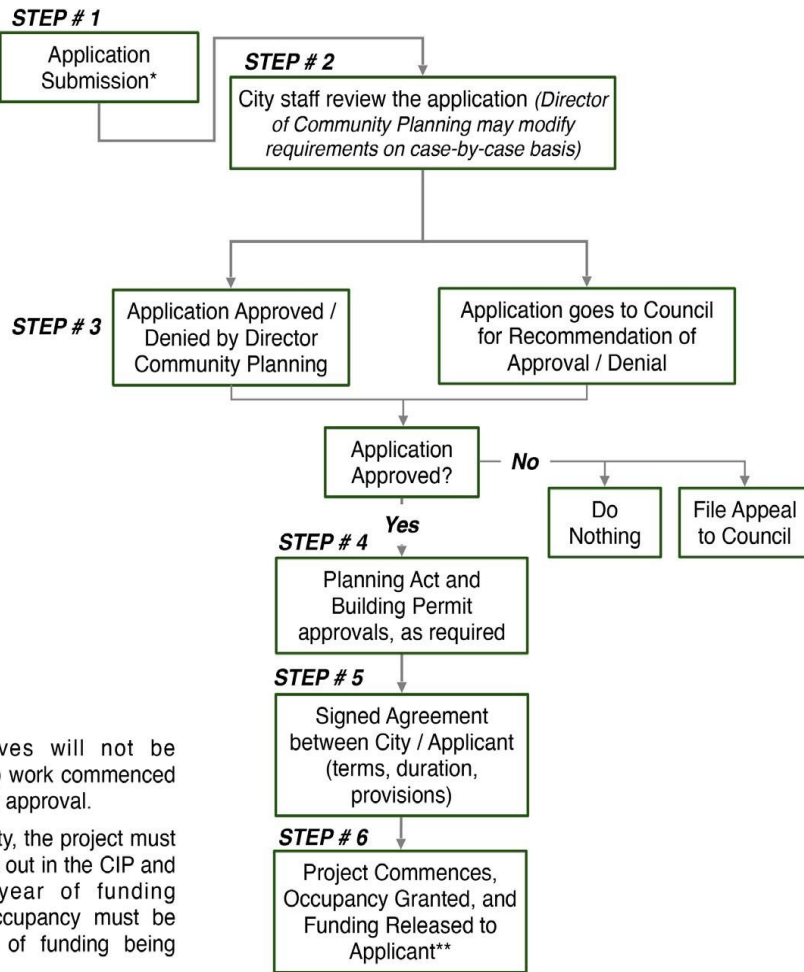 STEP # 1
Application
Submission*
STEP # 2
City staff review the application (Director
of Community Planning may modify
requirements on case-by-case basis)
STEP # 3
Application Approved /
Denied by Director
Community Planning
Application goes to Council
for Recommendation of
Approval / Denial
Application
Approved?
No
Do
Nothing
File Appeal
to Council
Yes
STEP # 4
Planning Act and
Building Permit
approvals, as required
STEP # 5
Signed Agreement
between City / Applicant
(terms, duration,
provisions)
STEP # 6
Project Commences,
Occupancy Granted, and
Funding Released to
Applicant**
will not be
work commenced
approval.
the project must
out in the CIP and
year of funding
must be
of funding being